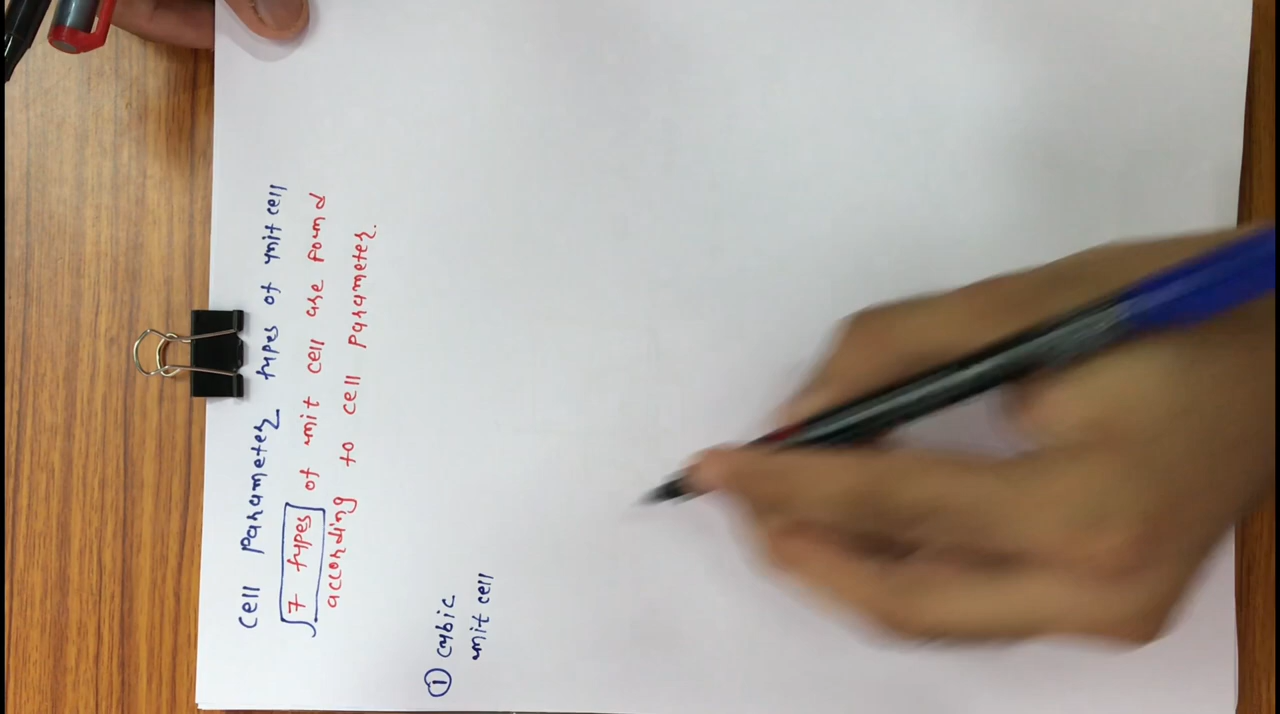 cell parameter types of unit cell
7 types of unit cell are found
according to cell parameter.
① cubic
unit cell